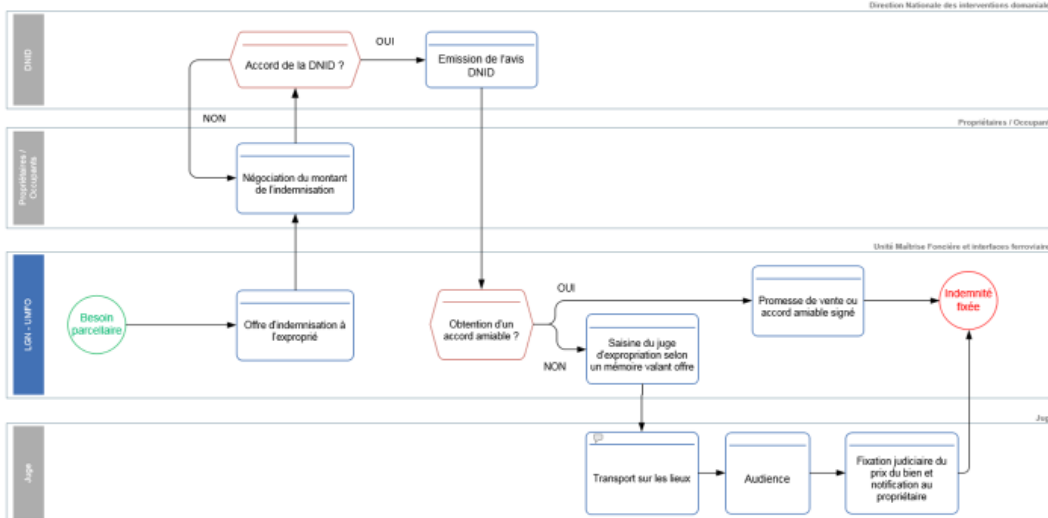 Direction Nationale des interventions domaniale
DNID
Accord de la DNID ?
OUI
Emission de l'avis
DNID
NON
Propriétaires / Occupant
Propriétaires /
Occupants
Négociation du montant
de l'indemnisation
Unité Maîtrise Foncière et interfaces ferroviaire
LGN - UMFO
Besoin
parcellaire
Offre d'indemnisation à
l'exproprié
Obtention d'un
accord amiable ?
OUI
NON
Promesse de vente ou
accord amiable signé
Indemnité
fixée
Saisine du juge
d'expropriation selon
un mémoire valant offre
Jug
Juge
Transport sur les lieux
Audience
Fixation judiciaire du
prix du bien et
notification au
propriétaire